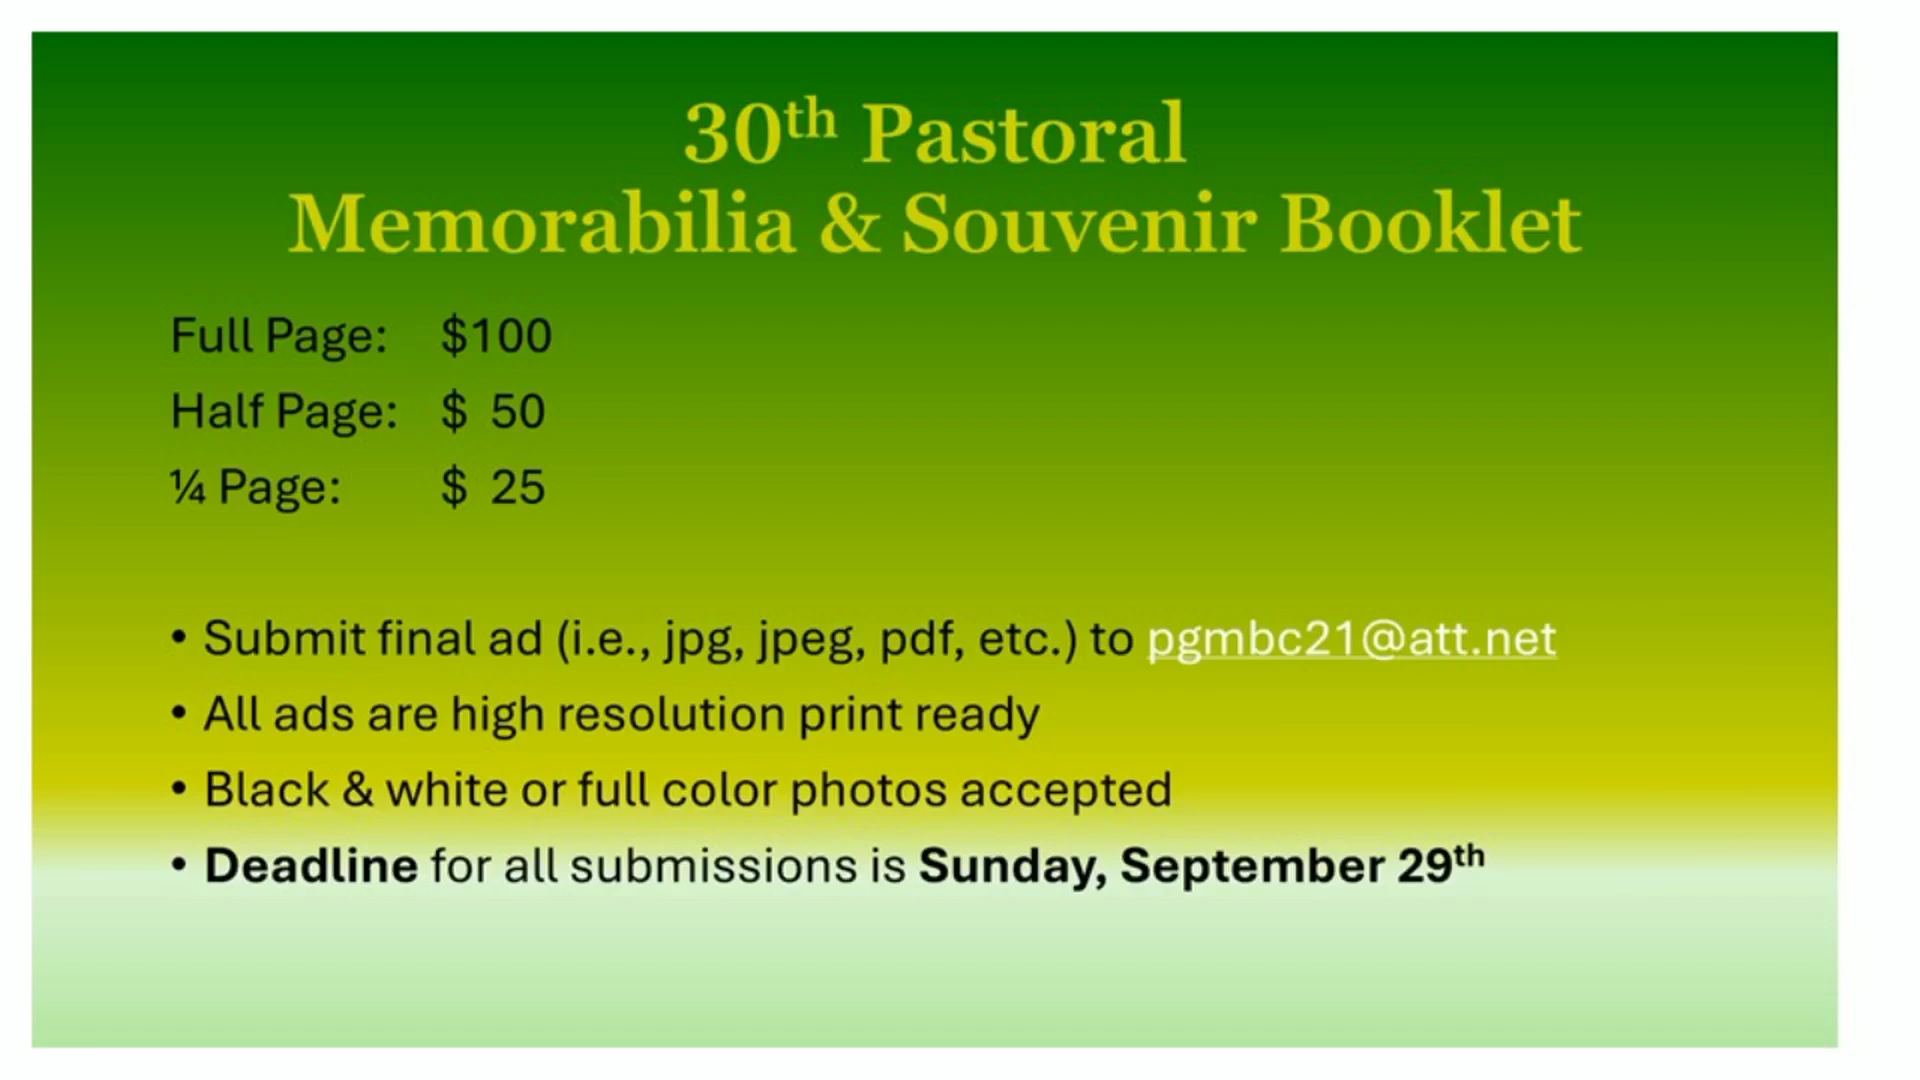 30th Pastoral
Memorabilia & Souvenir Booklet
Full Page: $100
Half Page: $ 50
¼ Page: $ 25
• Submit final ad (i.e., jpg, jpeg, pdf, etc.) to pgmbc21@att.net
• All ads are high resolution print ready
• Black & white or full color photos accepted
• Deadline for all submissions is Sunday, September 29th